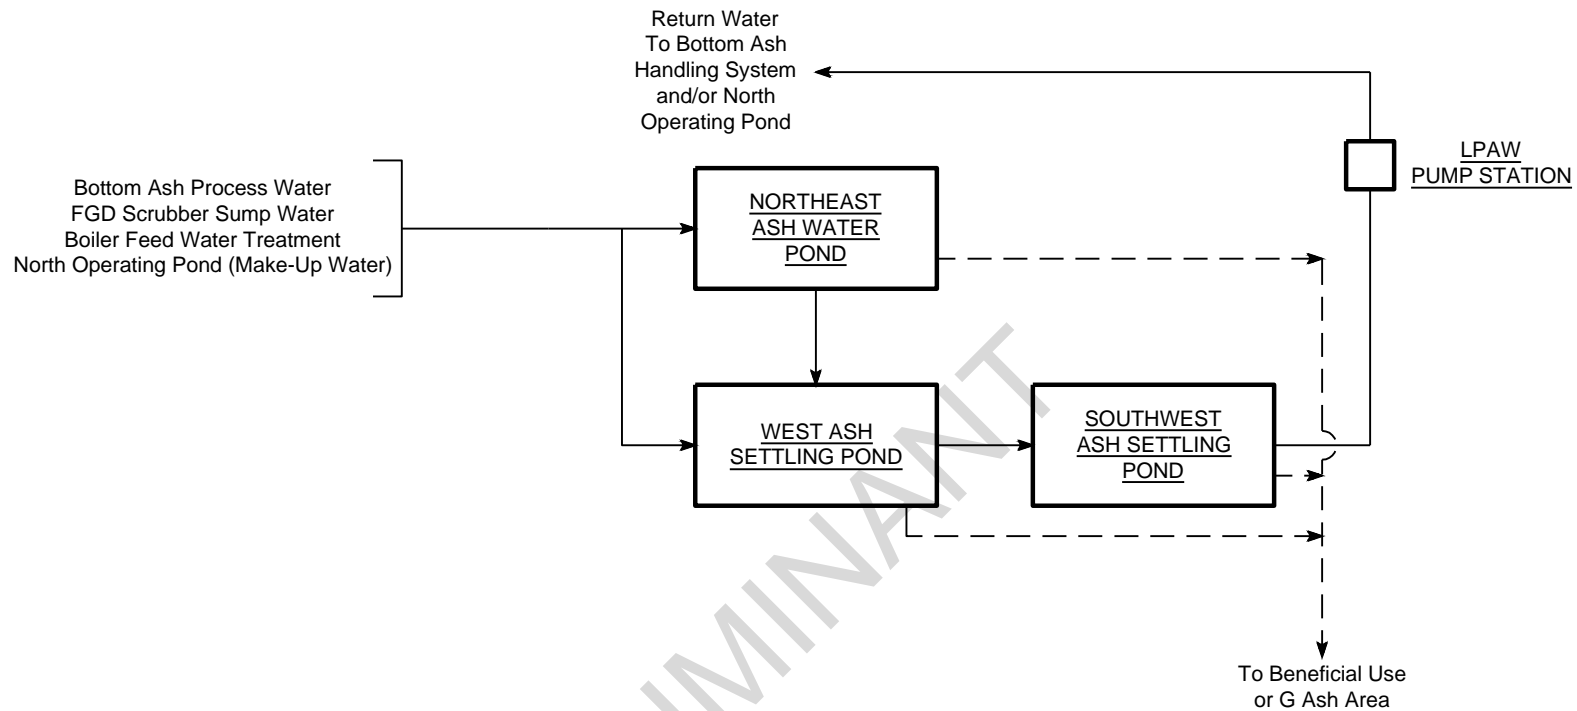 Return Water
To Bottom Ash
Handling System
and/or North
Operating Pond
LPAW
PUMP STATION
Bottom Ash Process Water
FGD Scrubber Sump Water
Boiler Feed Water Treatment
North Operating Pond (Make-Up Water)
NORTHEAST
ASH WATER
POND
WEST ASH
SETTLING POND
SOUTHWEST
ASH SETTLING
POND
To Beneficial Use
or G Ash Area
MINANT